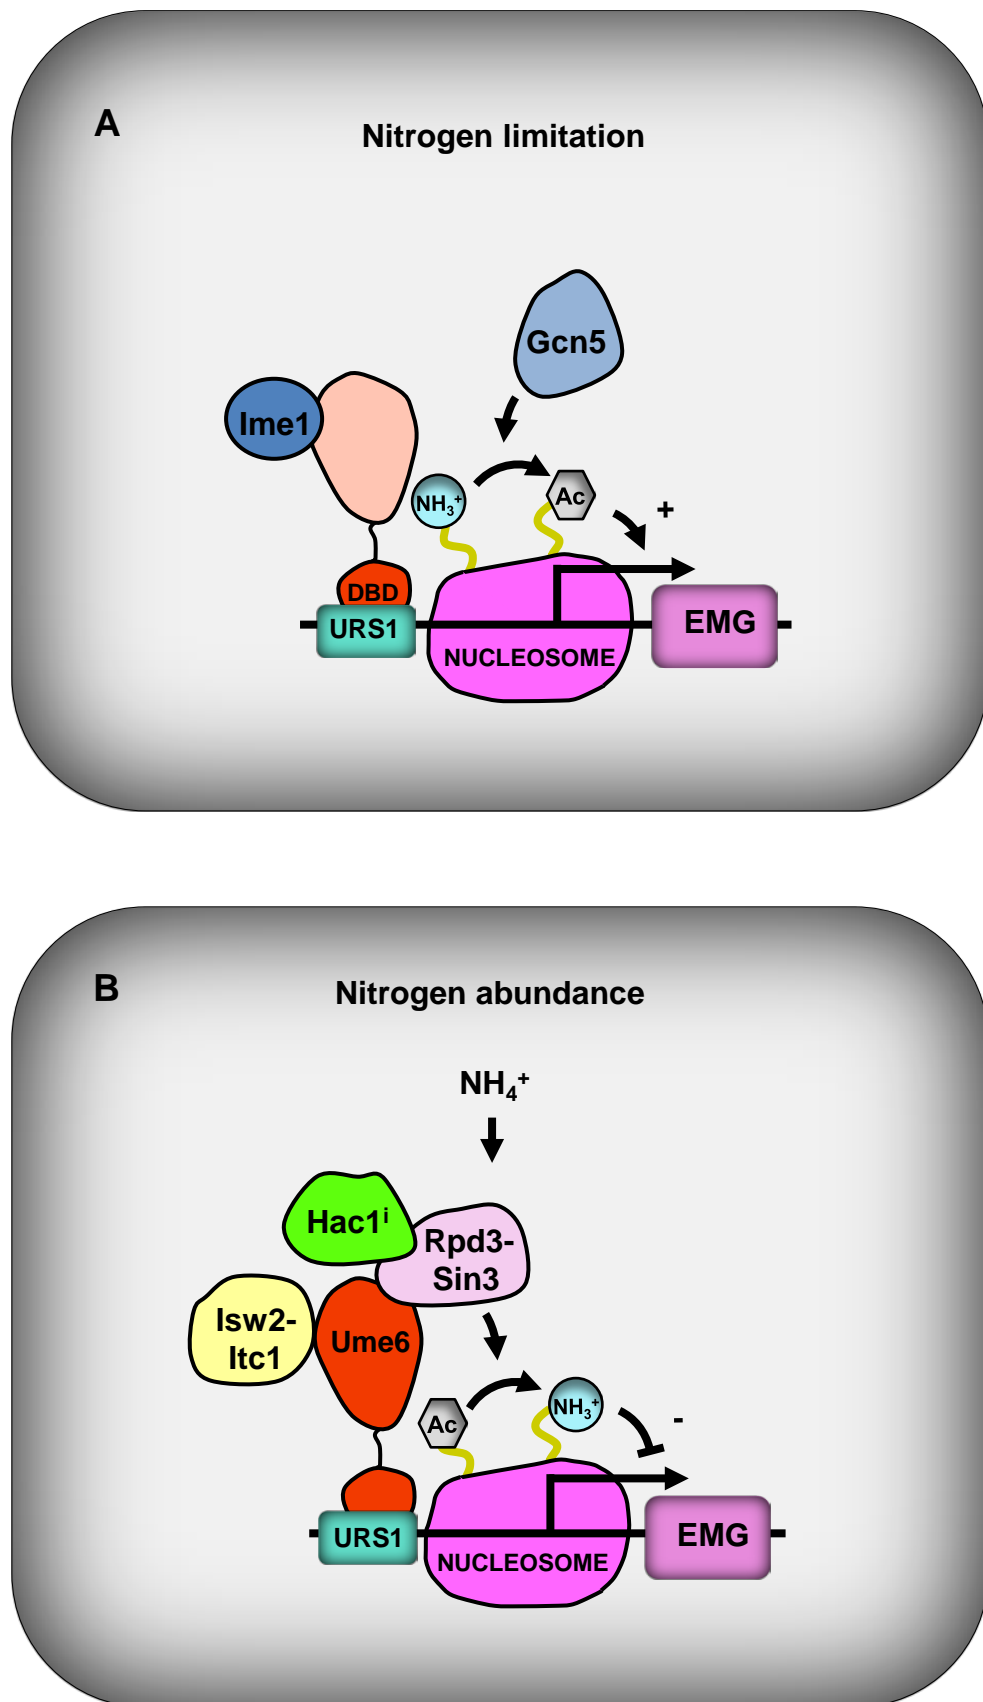 A
Nitrogen limitation
Gcn5
Ime1
NH₃⁺
Ac
+
DBD
URS1
EMG
NUCLEOSOME
B
Nitrogen abundance
NH₄⁺
Hac1ⁱ
Rpd3-
Sin3
Isw2-
Itc1
Ume6
Ac
NH₃⁺
-
URS1
EMG
NUCLEOSOME